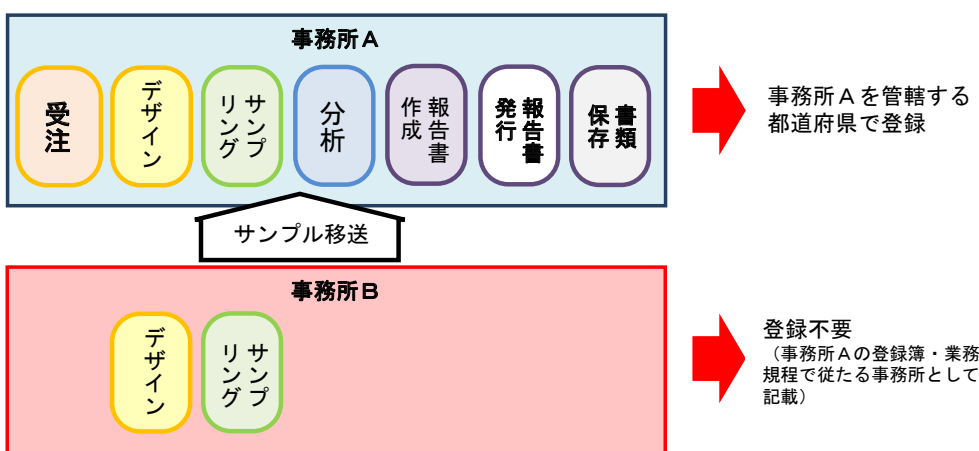 事務所Ａ
受注
デザイン
サンプ
リング
分析
報告書
作成
報告書
発行
書類
保存
事務所Ａを管轄する
都道府県で登録
サンプル移送
事務所Ｂ
デザイン
サンプ
リング
登録不要
（事務所Ａの登録簿・業務
規程で従たる事務所として
記載）